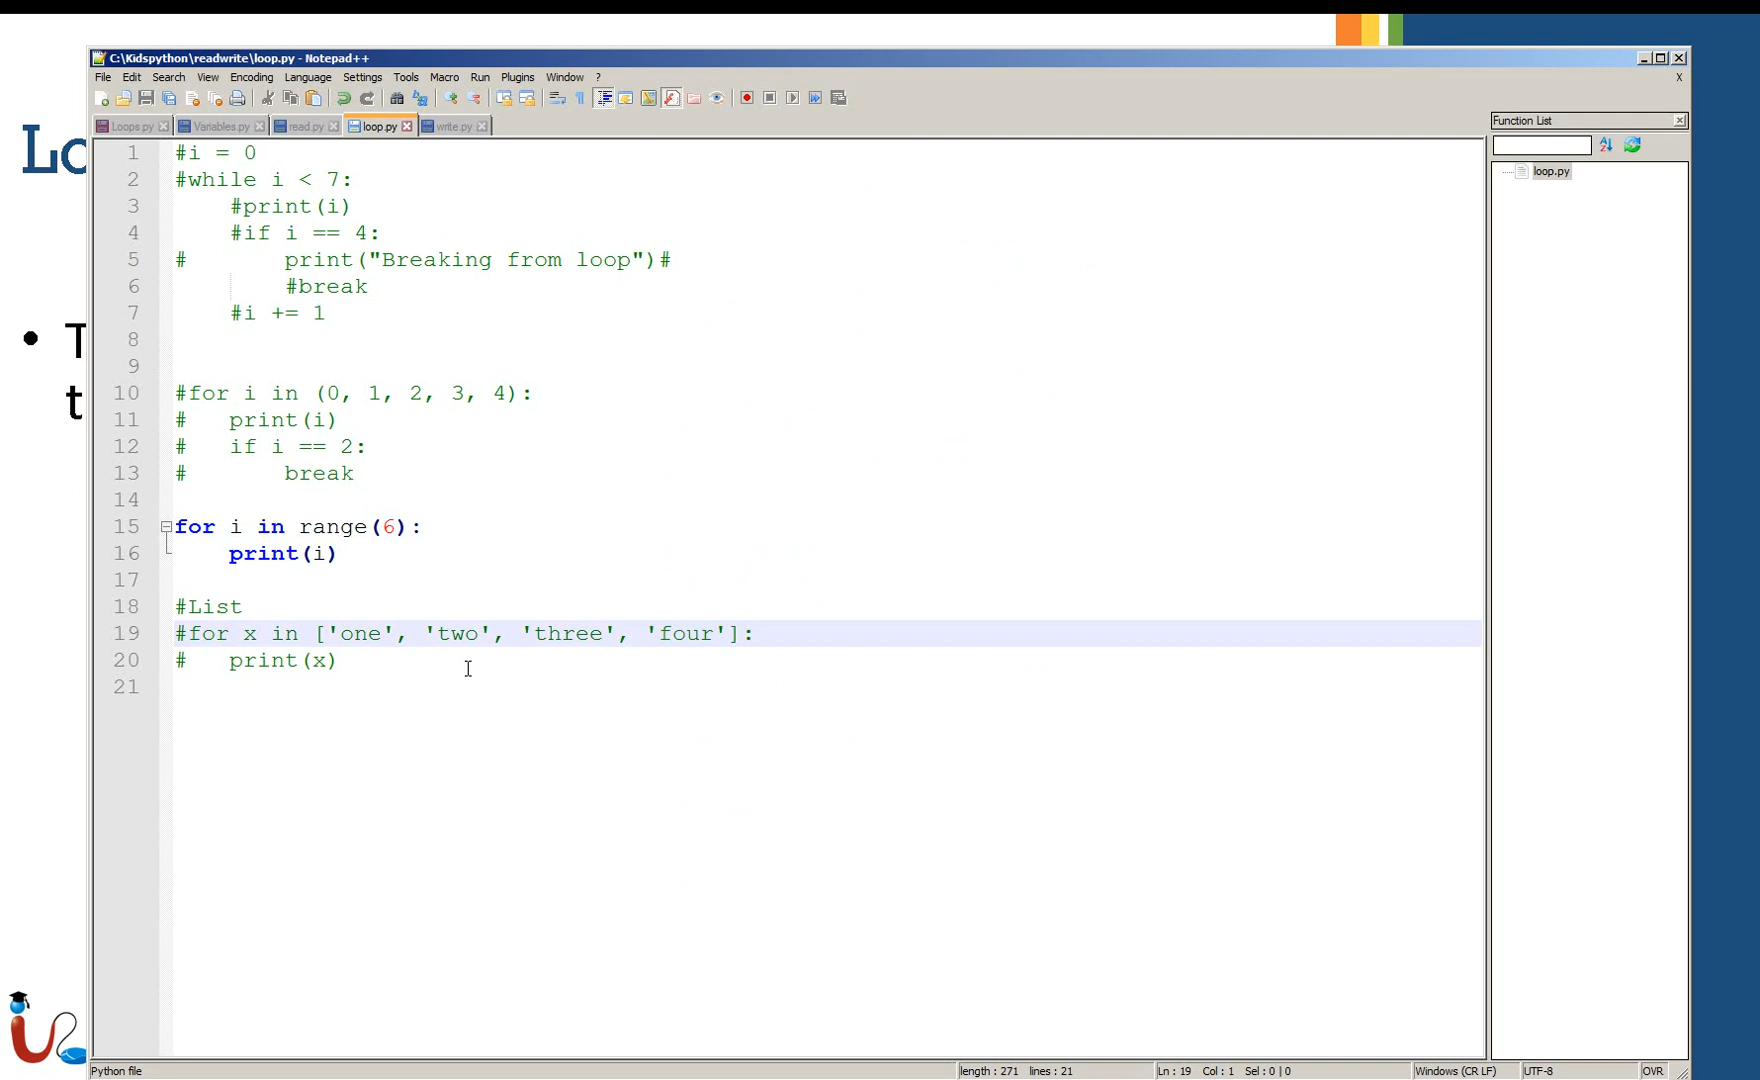 C:\Kidspython\readwrite\loop.py - Notepad++
File Edit Search View Encoding Language Settings Tools Macro Run Plugins Window ? X
Loops.py Variables.py read.py loop.py write.py
Function List
loop.py
Lo
• T
t
1 #i = 0
2 #while i < 7:
3 #print(i)
4 #if i == 4:
5 # print("Breaking from loop")#
6 #break
7 #i += 1
8
9
10 #for i in (0, 1, 2, 3, 4):
11 # print(i)
12 # if i == 2:
13 # break
14
15 for i in range(6):
16 print(i)
17
18 #List
19 #for x in ['one', 'two', 'three', 'four']:
20 # print(x)
21
Python file length : 271 lines : 21 Ln : 19 Col : 1 Sel : 0 | 0 Windows (CR LF) UTF-8 OVR